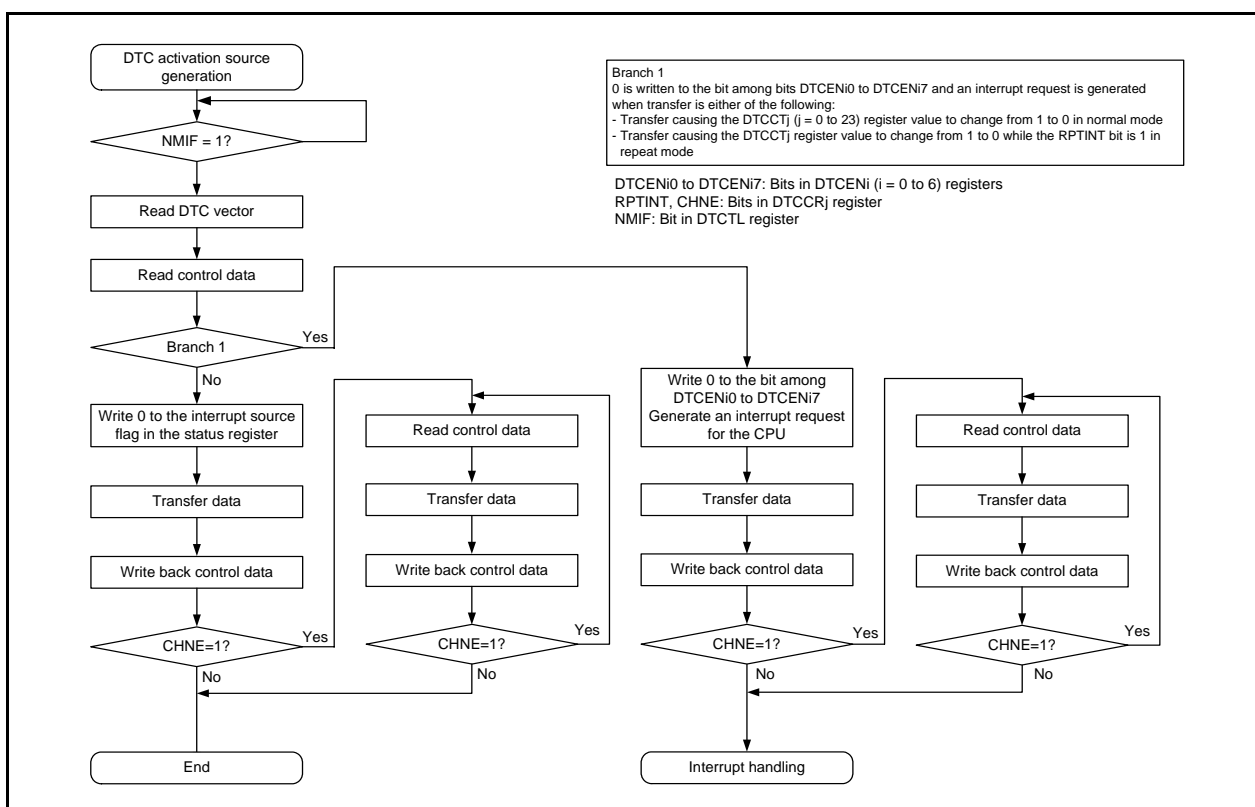 DTC activation source
generation
NMIF = 1?
Read DTC vector
Read control data
Branch 1
Yes
No
Write 0 to the interrupt source
flag in the status register
Transfer data
Write back control data
CHNE=1?
Yes
No
End
Read control data
Transfer data
Write back control data
CHNE=1?
Yes
No
Branch 1
0 is written to the bit among bits DTCENi0 to DTCENi7 and an interrupt request is generated
when transfer is either of the following:
- Transfer causing the DTCCTj (j = 0 to 23) register value to change from 1 to 0 in normal mode
- Transfer causing the DTCCTj register value to change from 1 to 0 while the RPTINT bit is 1 in
repeat mode
DTCENi0 to DTCENi7: Bits in DTCENi (i = 0 to 6) registers
RPTINT, CHNE: Bits in DTCCRj register
NMIF: Bit in DTCTL register
Write 0 to the bit among
DTCENi0 to DTCENi7
Generate an interrupt request
for the CPU
Transfer data
Write back control data
CHNE=1?
Yes
No
Interrupt handling
Read control data
Transfer data
Write back control data
CHNE=1?
Yes
No